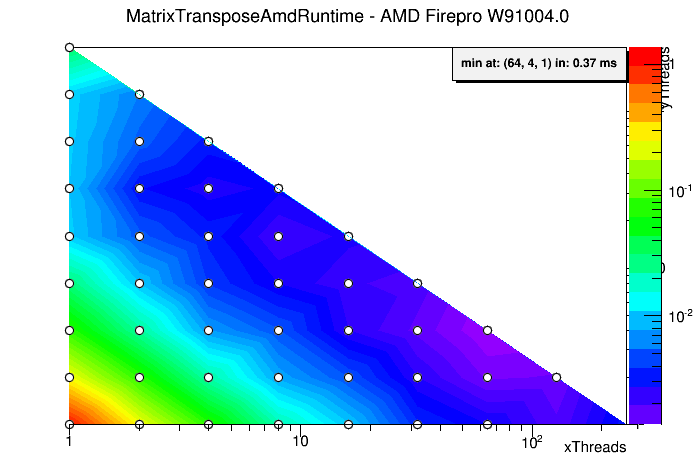 MatrixTransposeAmdRuntime - AMD Firepro W91004.0
min at: (64, 4, 1) in: 0.37 ms
yThreads
1
10⁻¹
10⁻²
1
10
10²
xThreads